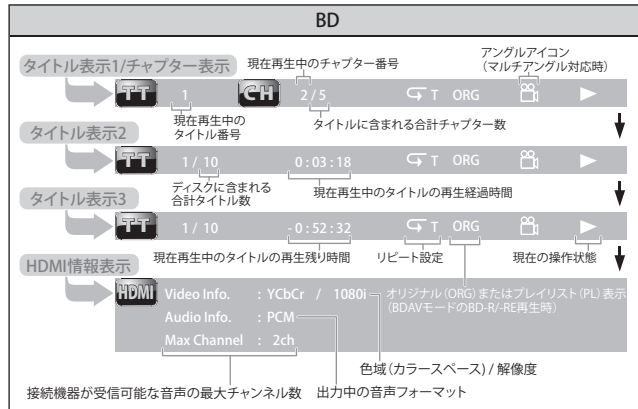 BD
タイトル表示1/チャプター表示
現在再生中のチャプター番号
アングルアイコン
（マルチアングル対応時）
TT 1 CH 2 / 5 T ORG
現在再生中の
タイトル番号
タイトルに含まれる合計チャプター数
タイトル表示2
TT 1 / 10 0 : 03 : 18 T ORG
ディスクに含まれる
合計タイトル数
現在再生中のタイトルの再生経過時間
タイトル表示3
TT 1 / 10 - 0 : 52 : 32 T ORG
現在再生中のタイトルの再生残り時間
リピート設定
現在の操作状態
HDMI情報表示
HDMI Video Info. : YCbCr / 1080i
オリジナル（ORG）またはプレイリスト（PL）表示
（BDAVモードのBD-R/-RE再生時）
Audio Info. : PCM
Max Channel : 2ch
色域（カラースペース）/ 解像度
接続機器が受信可能な音声の最大チャンネル数
出力中の音声フォーマット